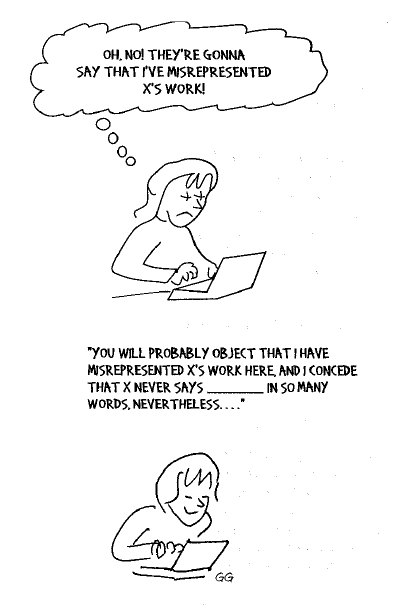 OH, NO! THEY'RE GONNA
SAY THAT I'VE MISREPRESENTED
X'S WORK!
"YOU WILL PROBABLY OBJECT THAT I HAVE
MISREPRESENTED X'S WORK HERE, AND I CONCEDE
THAT X NEVER SAYS ________ IN SO MANY
WORDS, NEVERTHELESS. . . ."
GG